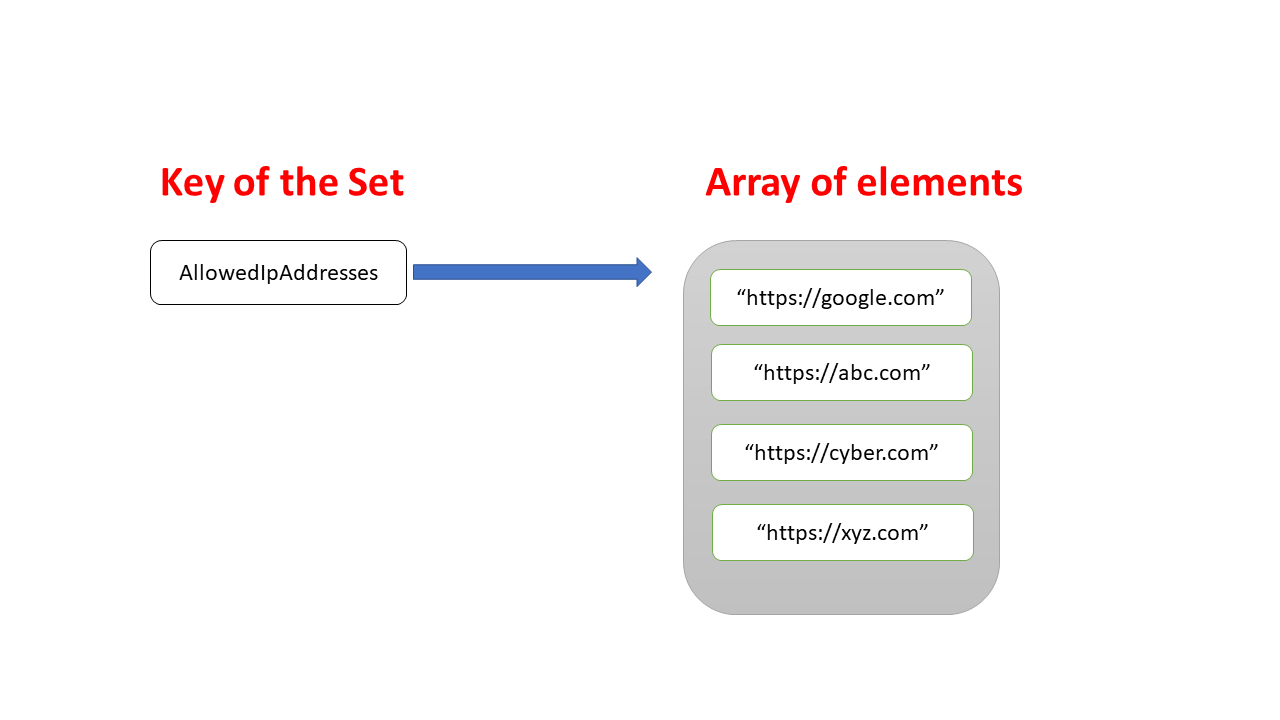 Key of the Set
Array of elements
AllowedIpAddresses
“https://google.com”
“https://abc.com”
“https://cyber.com”
“https://xyz.com”